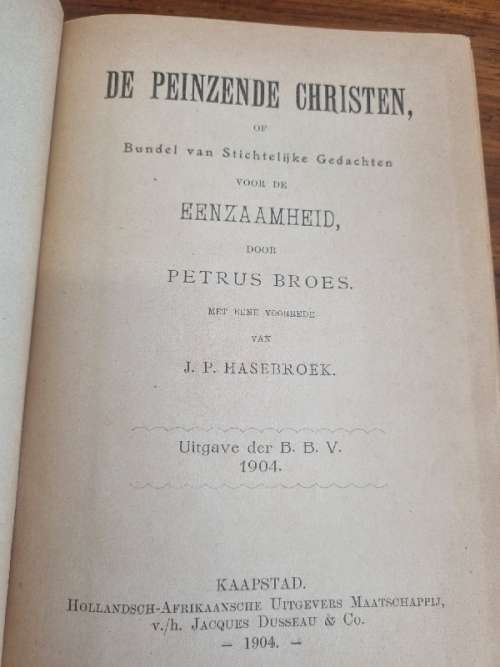 DE PEINZENDE CHRISTEN,
OF
Bundel van Stichtelijke Gedachten
VOOR DE
EENZAAMHEID,
DOOR
PETRUS BROES.
MET EENE VOORREDE
VAN
J. P. HASEBROEK.
Uitgave der B. B. V.
1904.
KAAPSTAD.
HOLLANDSCH-AFRIKAANSCHE UITGEVERS MAATSCHAPPIJ,
v./h. JACQUES DUSSEAU & Co.
– 1904. –